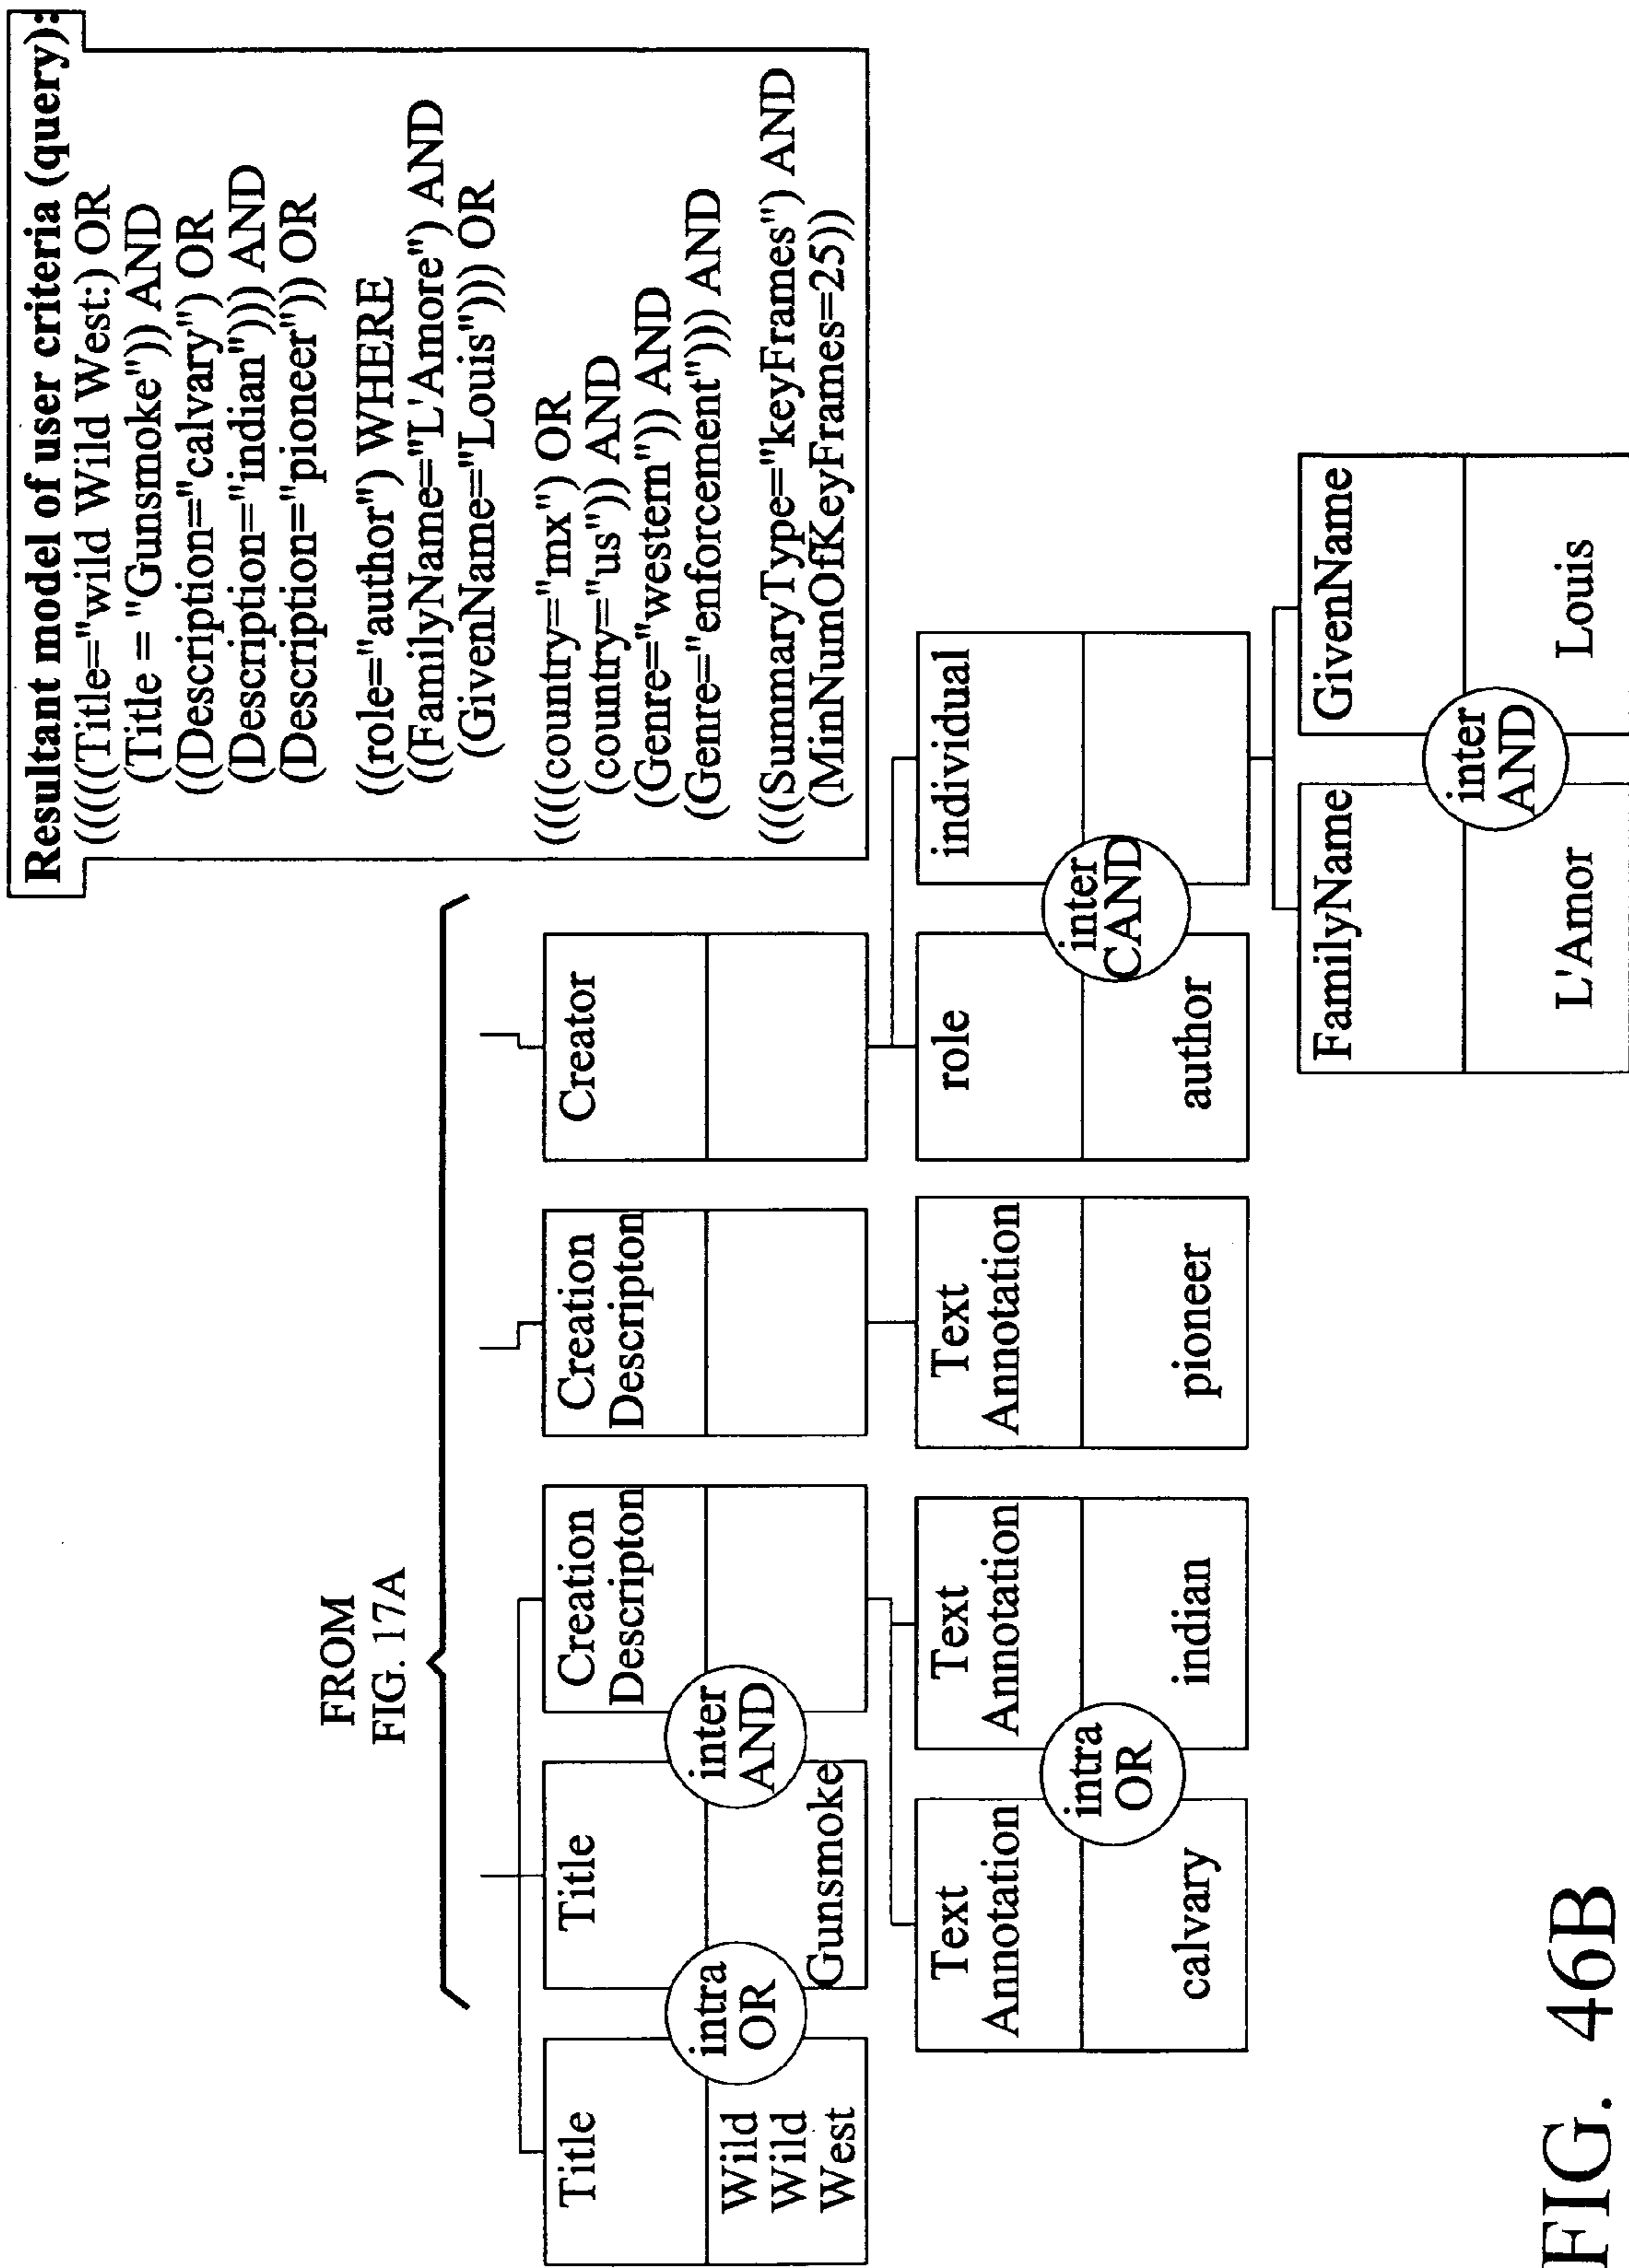 Resultant model of user criteria (query):
((((((Title="wild Wild West:) OR
(Title = "Gunsmoke")) AND
((Description="calvary") OR
(Description="indian"))) AND
(Description="pioneer")) OR
((role="author") WHERE
((FamilyName="L'Amore") AND
(GivenName="Louis"))) OR
(((((country="mx") OR
(country="us")) AND
(Genre="western")) AND
(Genre="enforcement"))) AND
(((SummaryType="keyFrames") AND
(MinNumOfKeyFrames=25))
FROM
FIG. 17A
Title
Wild
Wild
West
intra
OR
Title
Gunsmoke
inter
AND
Creation
Descripton
Creation
Descripton
Creator
Text
Annotation
calvary
intra
OR
Text
Annotation
indian
Text
Annotation
pioneer
role
author
inter
CAND
individual
FamilyName
L'Amor
inter
AND
GivenName
Louis
FIG. 46B